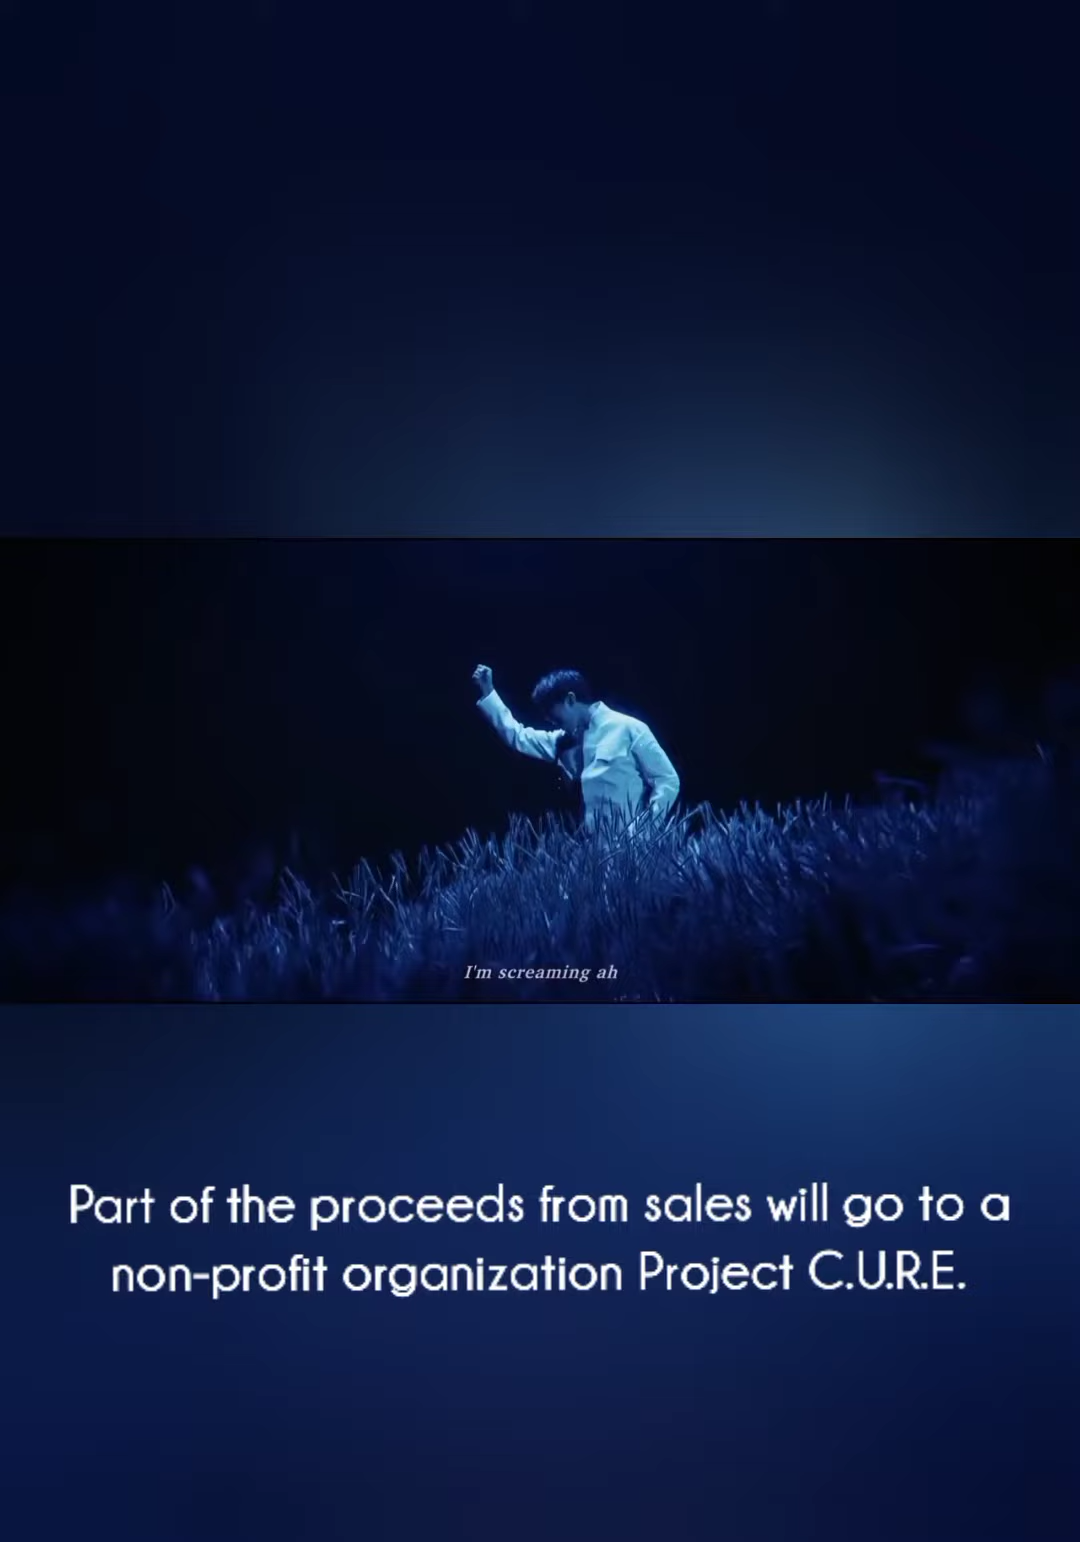 I'm screaming ah
Part of the proceeds from sales will go to a
non-profit organization Project C.U.R.E.